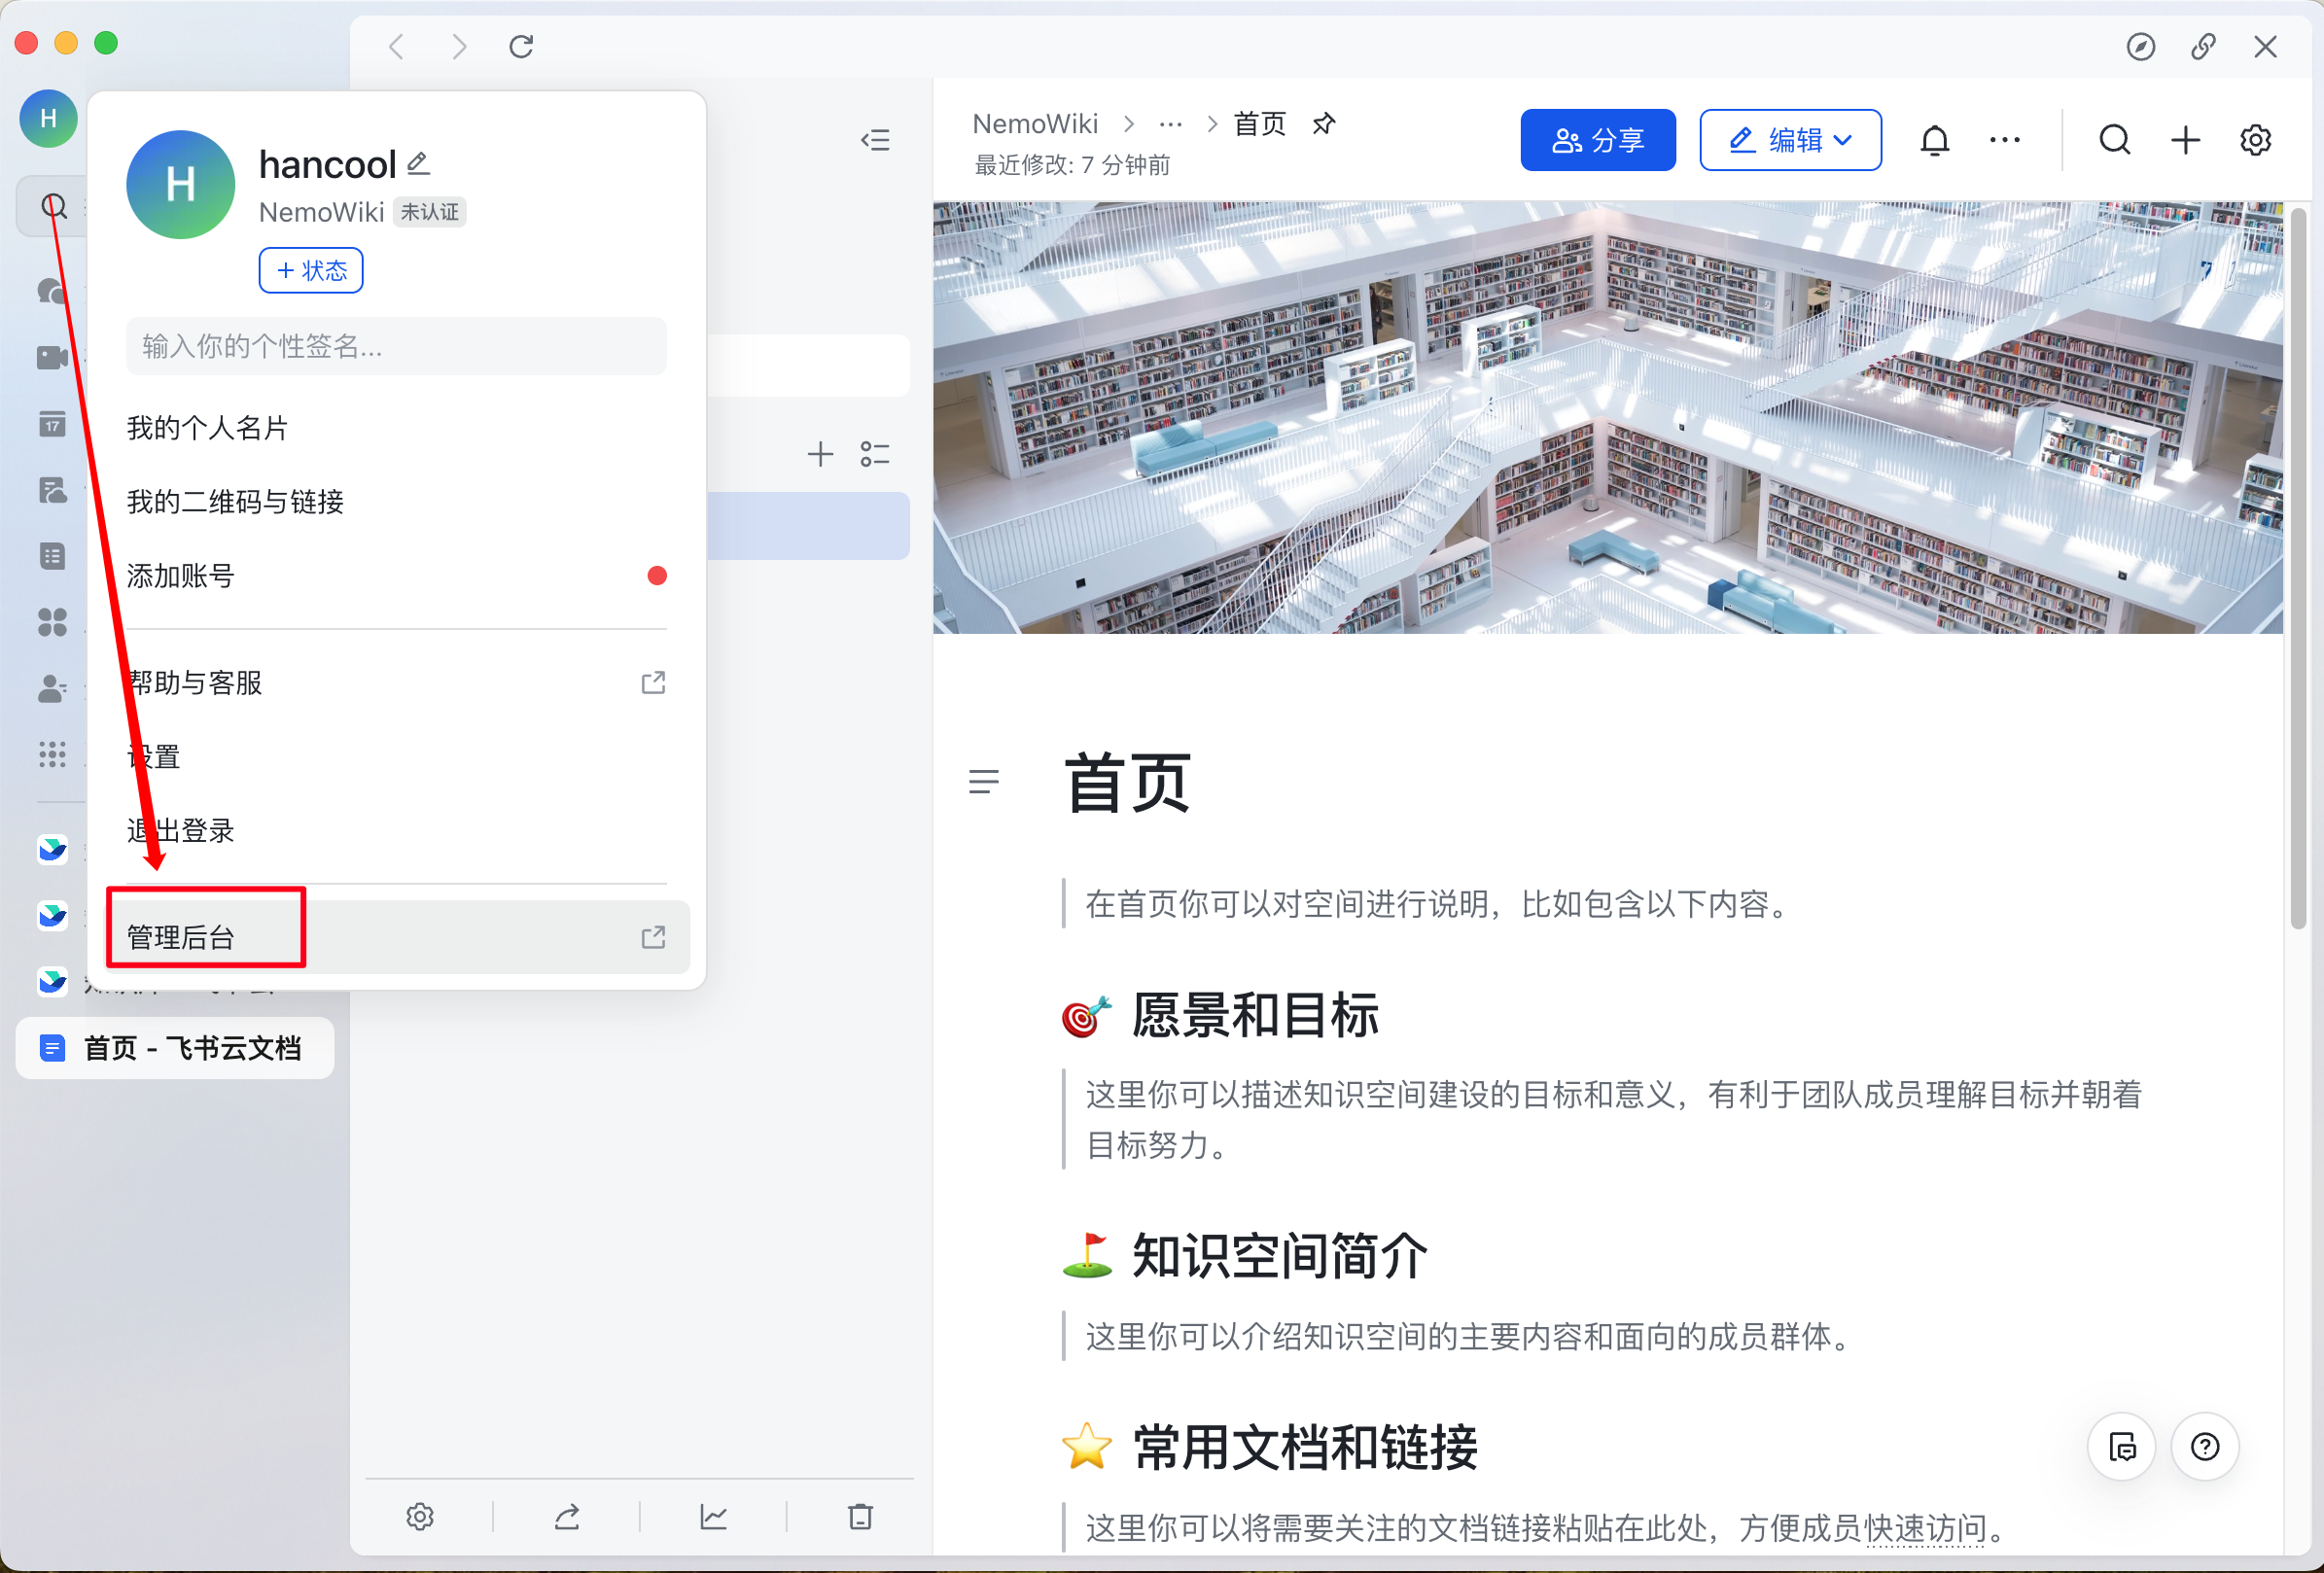 H
H
hancool
NemoWiki 未认证
+ 状态
输入你的个性签名...
我的个人名片
我的二维码与链接
添加账号
帮助与客服
设置
退出登录
管理后台
17
首页 - 飞书云文档
NemoWiki > ··· > 首页
最近修改: 7 分钟前
分享
编辑
首页
在首页你可以对空间进行说明，比如包含以下内容。
愿景和目标
这里你可以描述知识空间建设的目标和意义，有利于团队成员理解目标并朝着
目标努力。
知识空间简介
这里你可以介绍知识空间的主要内容和面向的成员群体。
常用文档和链接
这里你可以将需要关注的文档链接粘贴在此处，方便成员快速访问。